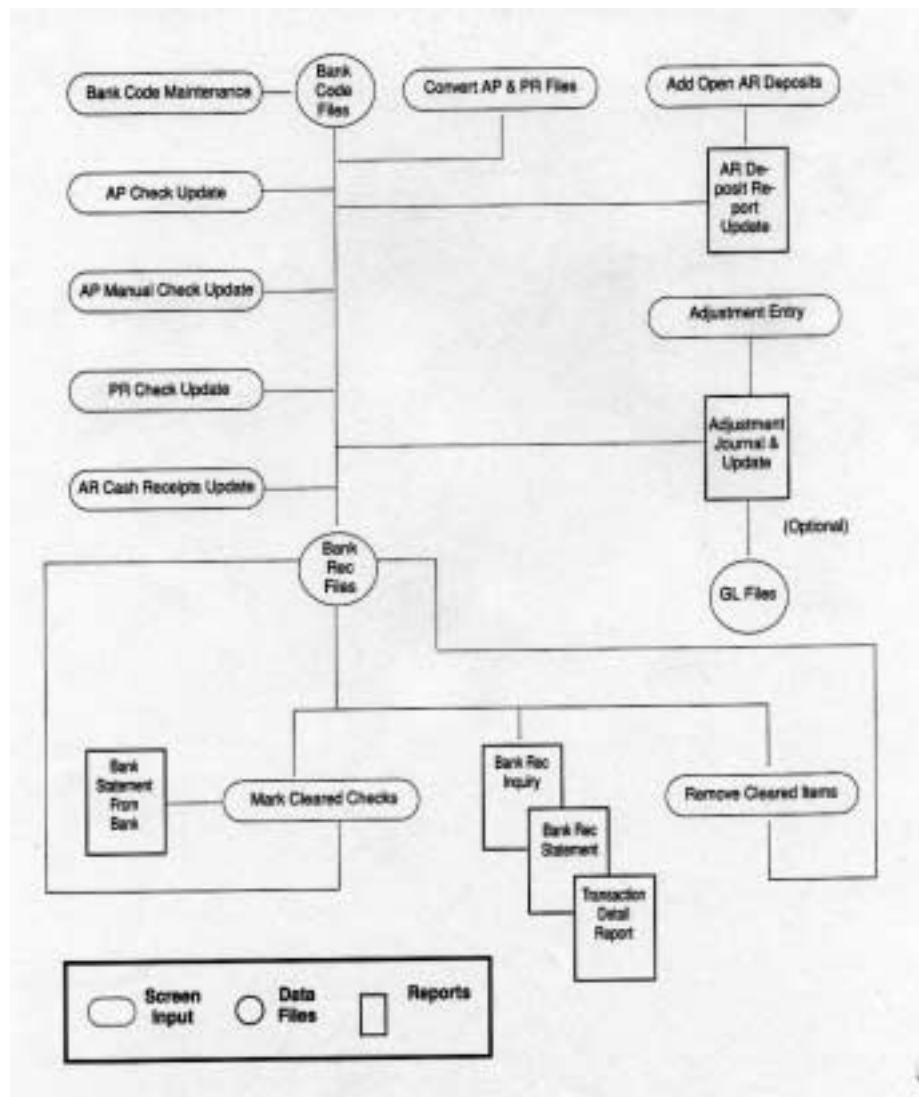 Bank Code Maintenance
Bank
Code
Files
Convert AP & PR Files
Add Open AR Deposits
AP Check Update
AR De-
posit Re-
port
Update
AP Manual Check Update
Adjustment Entry
PR Check Update
Adjustment
Journal &
Update
AR Cash Receipts Update
(Optional)
Bank
Rec
Files
GL Files
Bank
Statement
From
Bank
Mark Cleared Checks
Bank Rec
Inquiry
Bank Rec
Statement
Transaction
Detail
Report
Remove Cleared Items
Screen
Input
Data
Files
Reports